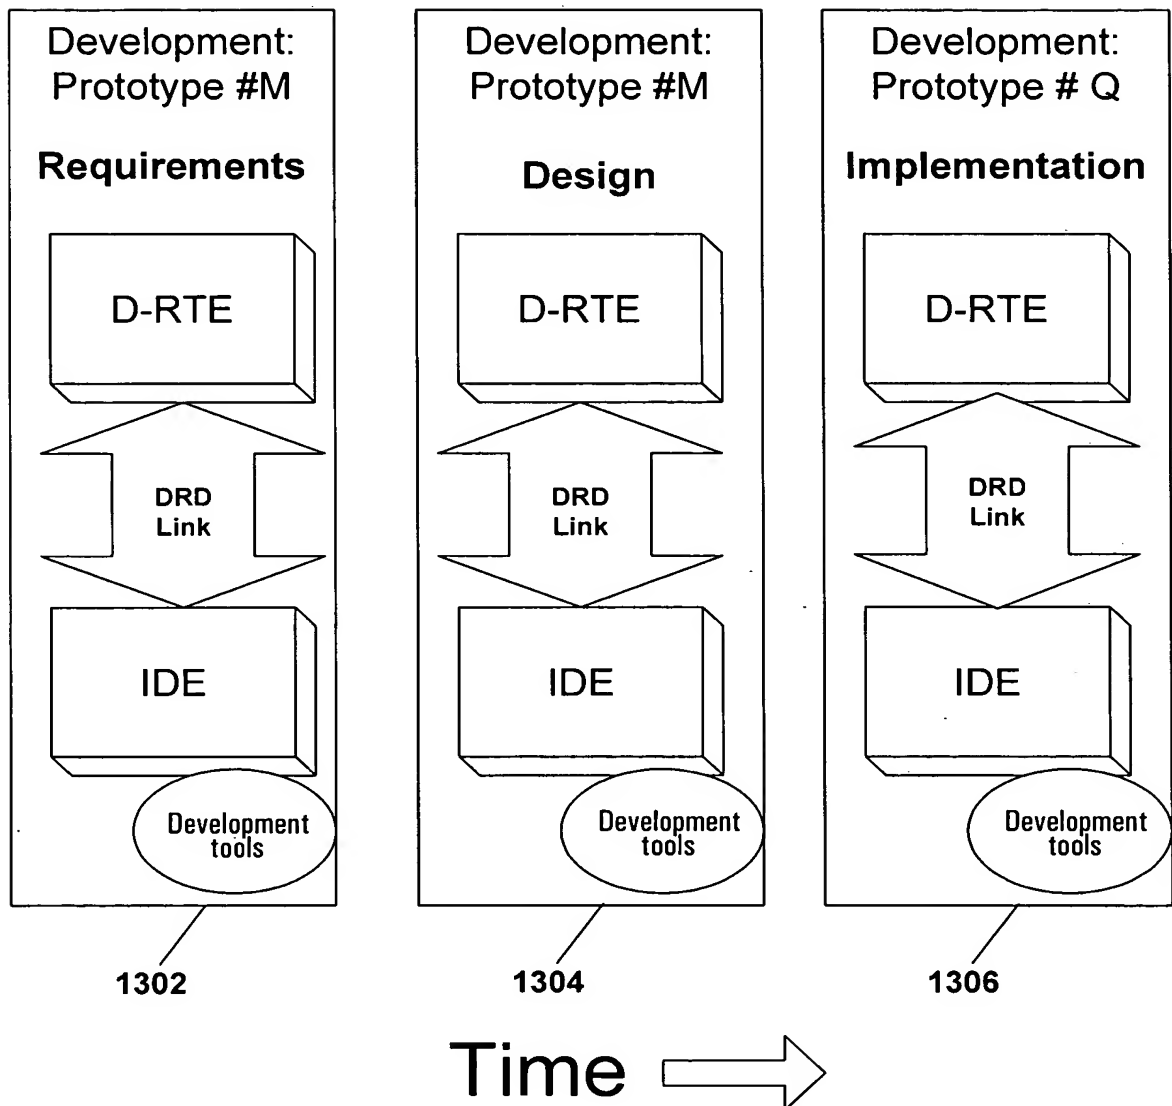 Development:
Prototype #M
Requirements
D-RTE
DRD
Link
IDE
Development
tools
1302
Development:
Prototype #M
Design
D-RTE
DRD
Link
IDE
Development
tools
1304
Development:
Prototype # Q
Implementation
D-RTE
DRD
Link
IDE
Development
tools
1306
Time